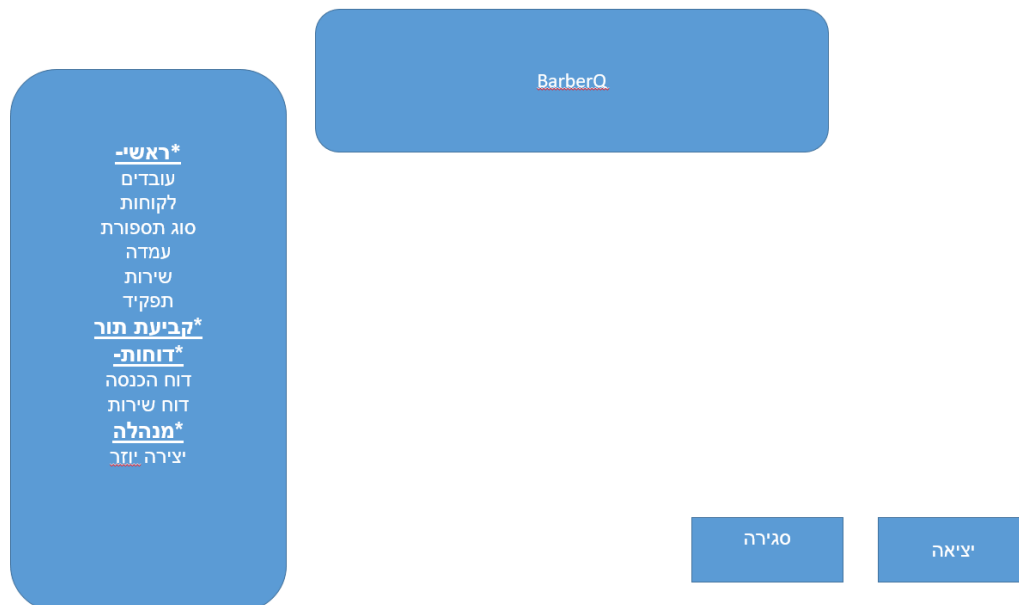 BarberQ
*ראשי-
עובדים
לקוחות
סוג תספורת
עמדה
שירות
תפקיד
*קביעת תור
*דוחות-
דוח הכנסה
דוח שירות
*מנהלה
יצירה יוזר
סגירה
יציאה